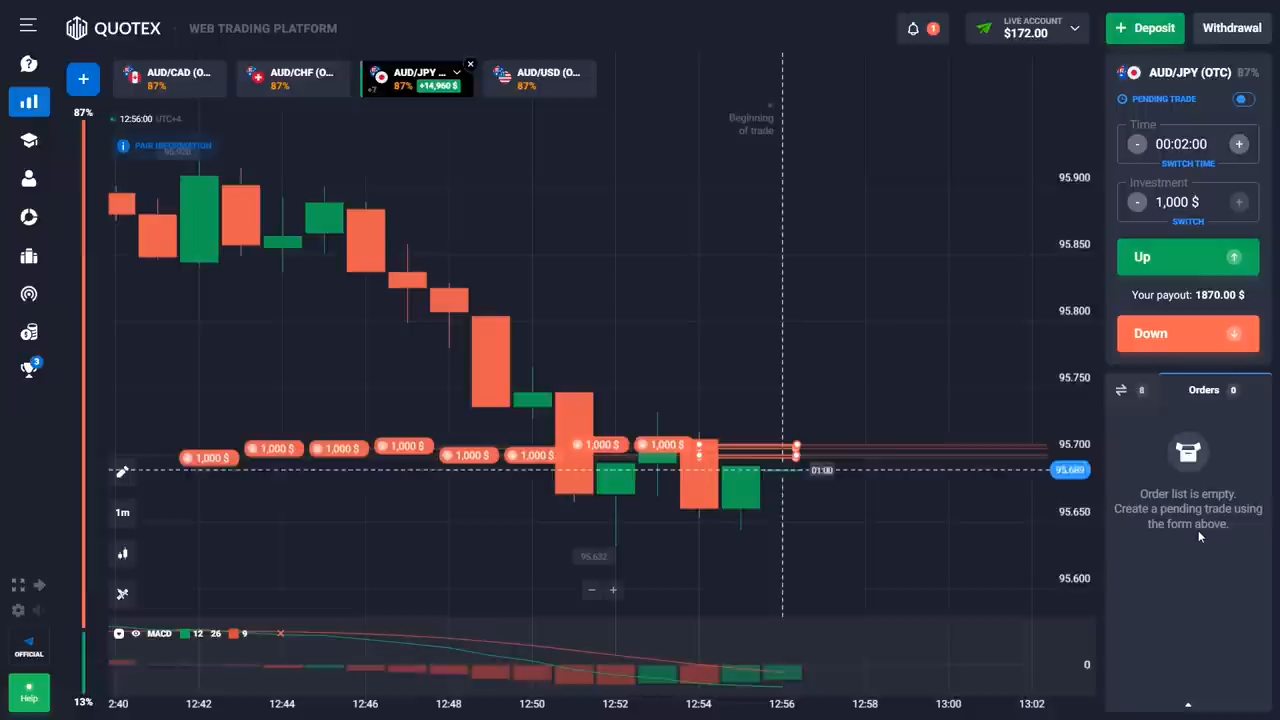 QUOTEX
WEB TRADING PLATFORM
1
LIVE ACCOUNT
$172.00
+ Deposit
Withdrawal
+
AUD/CAD (O...
87%
AUD/CHF (O...
87%
AUD/JPY ...
+7
87%
+14,960 $
AUD/USD (O...
87%
87%
12:56:00 UTC+4
PAIR INFORMATION
Beginning
of trade
95.900
95.850
95.800
95.750
95.700
95.689
95.650
95.600
1,000 $
1,000 $
1,000 $
1,000 $
1,000 $
1,000 $
1,000 $
1,000 $
01:00
95.632
1m
MACD 12 26 9
0
2:40
12:42
12:44
12:46
12:48
12:50
12:52
12:54
12:56
12:58
13:00
13:02
3
OFFICIAL
Help
13%
AUD/JPY (OTC) 87%
PENDING TRADE
Time
- 00:02:00 +
SWITCH TIME
Investment
- 1,000 $ +
SWITCH
Up
Your payout: 1870.00 $
Down
8
Orders 0
Order list is empty.
Create a pending trade using
the form above.